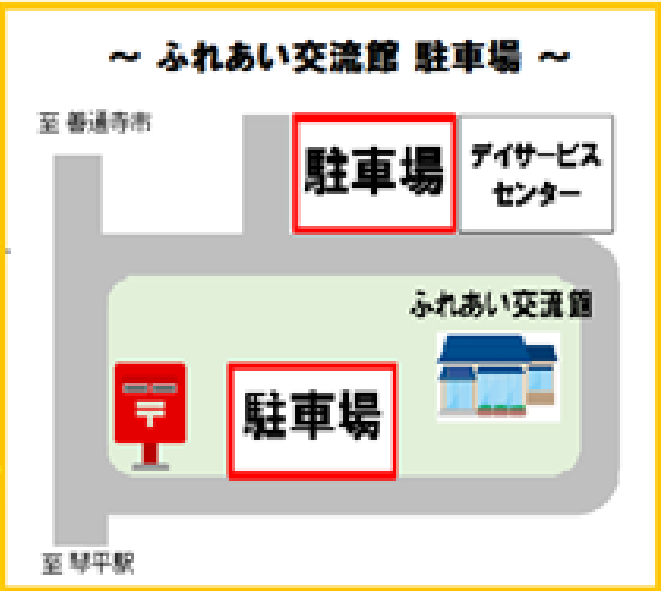 ～ ふれあい交流館 駐車場 ～
至 善通寺市
駐車場
デイサービス
センター
ふれあい交流館
〒
駐車場
至 琴平駅